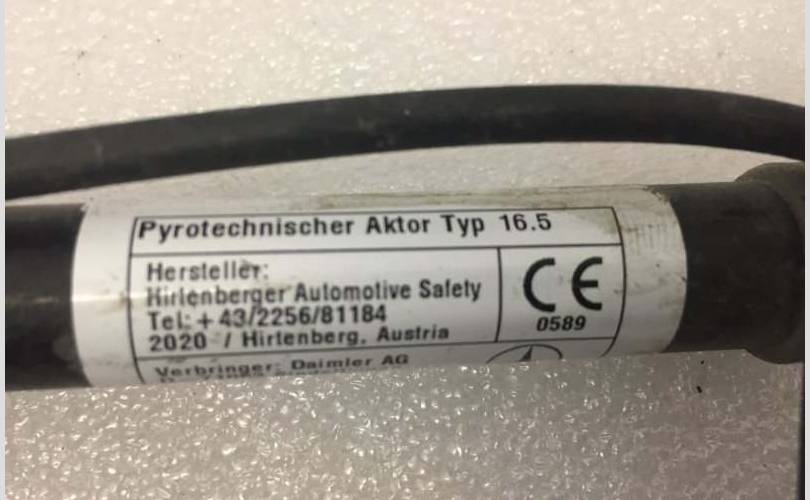 Pyrotechnischer Aktor Typ 16.5
Hersteller:
Hirtenberger Automotive Safety
Tel: +43/2256/81184
2020 / Hirtenberg, Austria
CE
0589
Verbringer: Daimler AG